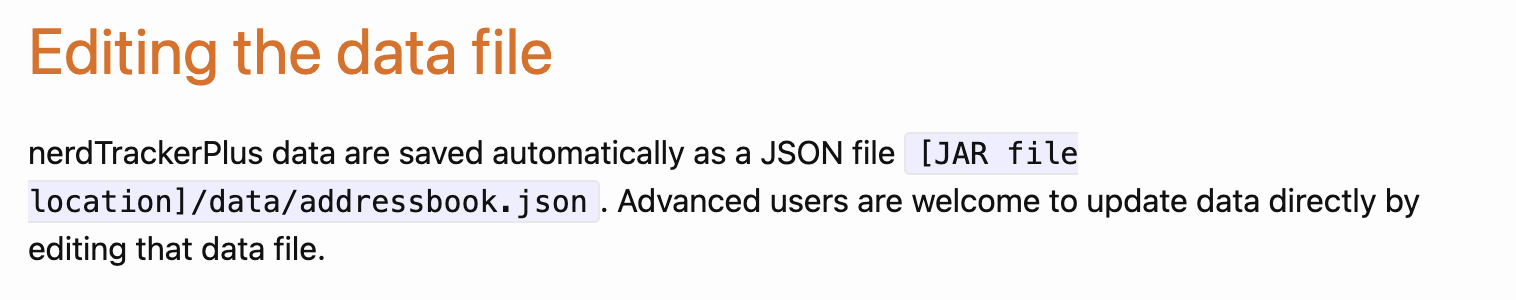 Editing the data file
nerdTrackerPlus data are saved automatically as a JSON file [JAR file
location]/data/addressbook.json. Advanced users are welcome to update data directly by
editing that data file.